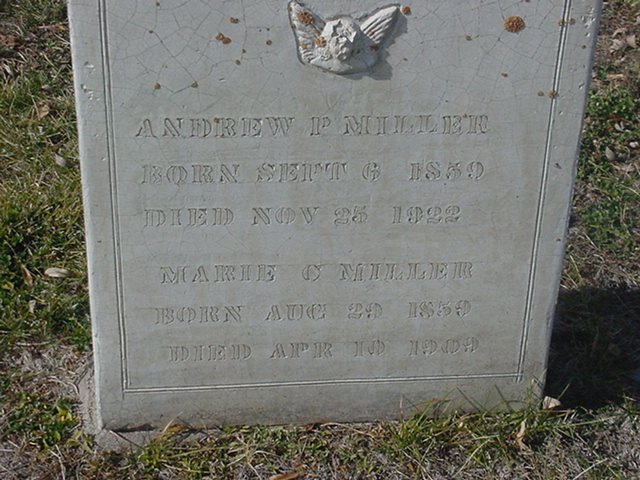 ANDREW P MILLER
BORN SEPT 6 1859
DIED NOV 25 1922
MARIE C MILLER
BORN AUG 29 1859
DIED APR 10 1909